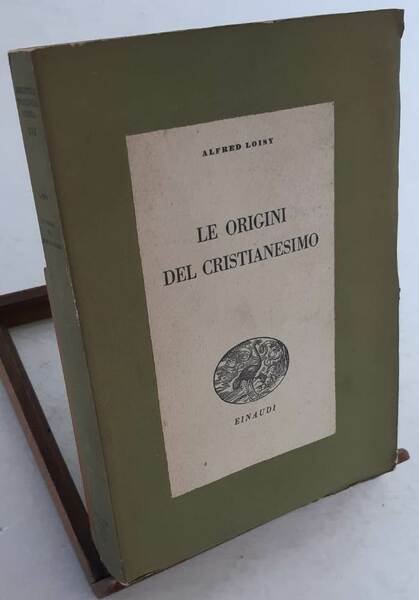 ALFRED LOISY
LE ORIGINI
DEL CRISTIANESIMO
EINAUDI